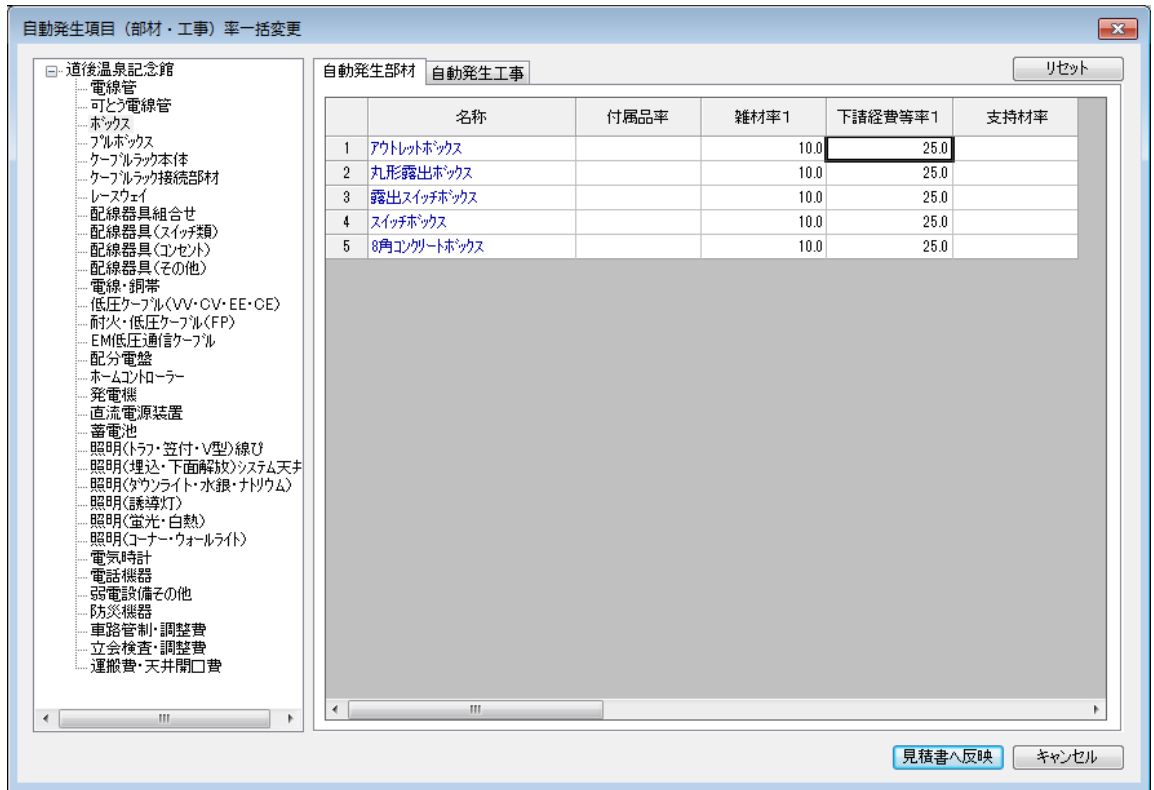 自動発生項目（部材・工事）率一括変更
道後温泉記念館
電線管
可とう電線管
ボックス
プルボックス
ケーブルラック本体
ケーブルラック接続部材
レースウェイ
配線器具組合せ
配線器具(スイッチ類)
配線器具(コンセント)
配線器具(その他)
電線・銅帯
低圧ケーブル(VV・CV・EE・CE)
耐火・低圧ケーブル(FP)
EM低圧通信ケーブル
配分電盤
ホームコントローラー
発電機
直流電源装置
蓄電池
照明(トラフ・笠付・V型)線ぴ
照明(埋込・下面解放)システム天井
照明(ダウンライト・水銀・ナトリウム)
照明(誘導灯)
照明(蛍光・白熱)
照明(コーナー・ウォールライト)
電気時計
電話機器
弱電設備その他
防災機器
車路管制・調整費
立会検査・調整費
運搬費・天井開口費
自動発生部材 自動発生工事 リセット
名称 付属品率 雑材率1 下請経費等率1 支持材率
1 アウトレットボックス 10.0 25.0
2 丸形露出ボックス 10.0 25.0
3 露出スイッチボックス 10.0 25.0
4 スイッチボックス 10.0 25.0
5 8角コンクリートボックス 10.0 25.0
見積書へ反映 キャンセル